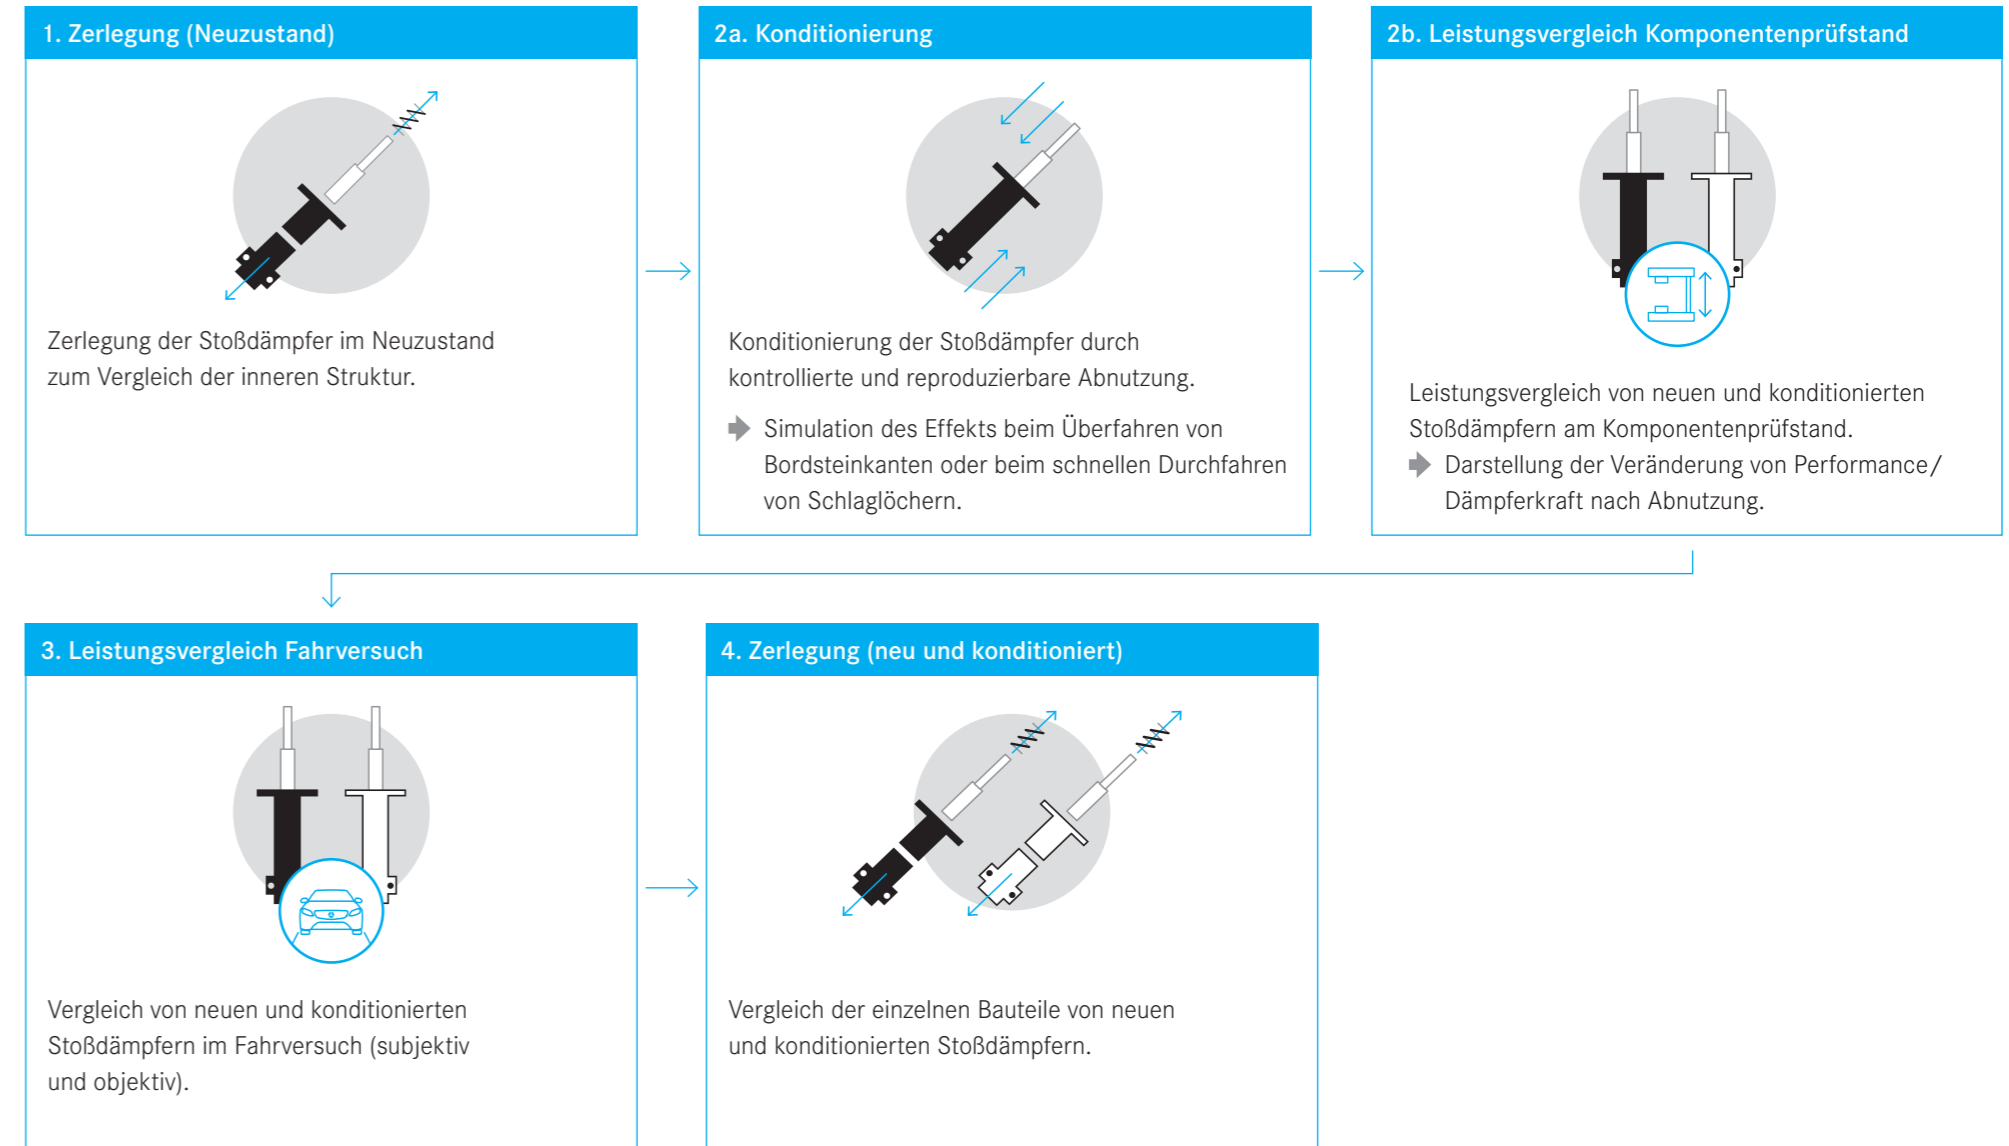 1. Zerlegung (Neuzustand)
Zerlegung der Stoßdämpfer im Neuzustand
zum Vergleich der inneren Struktur.
2a. Konditionierung
Konditionierung der Stoßdämpfer durch
kontrollierte und reproduzierbare Abnutzung.
Simulation des Effekts beim Überfahren von
Bordsteinkanten oder beim schnellen Durchfahren
von Schlaglöchern.
2b. Leistungsvergleich Komponentenprüfstand
Leistungsvergleich von neuen und konditionierten
Stoßdämpfern am Komponentenprüfstand.
Darstellung der Veränderung von Performance/
Dämpferkraft nach Abnutzung.
3. Leistungsvergleich Fahrversuch
Vergleich von neuen und konditionierten
Stoßdämpfern im Fahrversuch (subjektiv
und objektiv).
4. Zerlegung (neu und konditioniert)
Vergleich der einzelnen Bauteile von neuen
und konditionierten Stoßdämpfern.